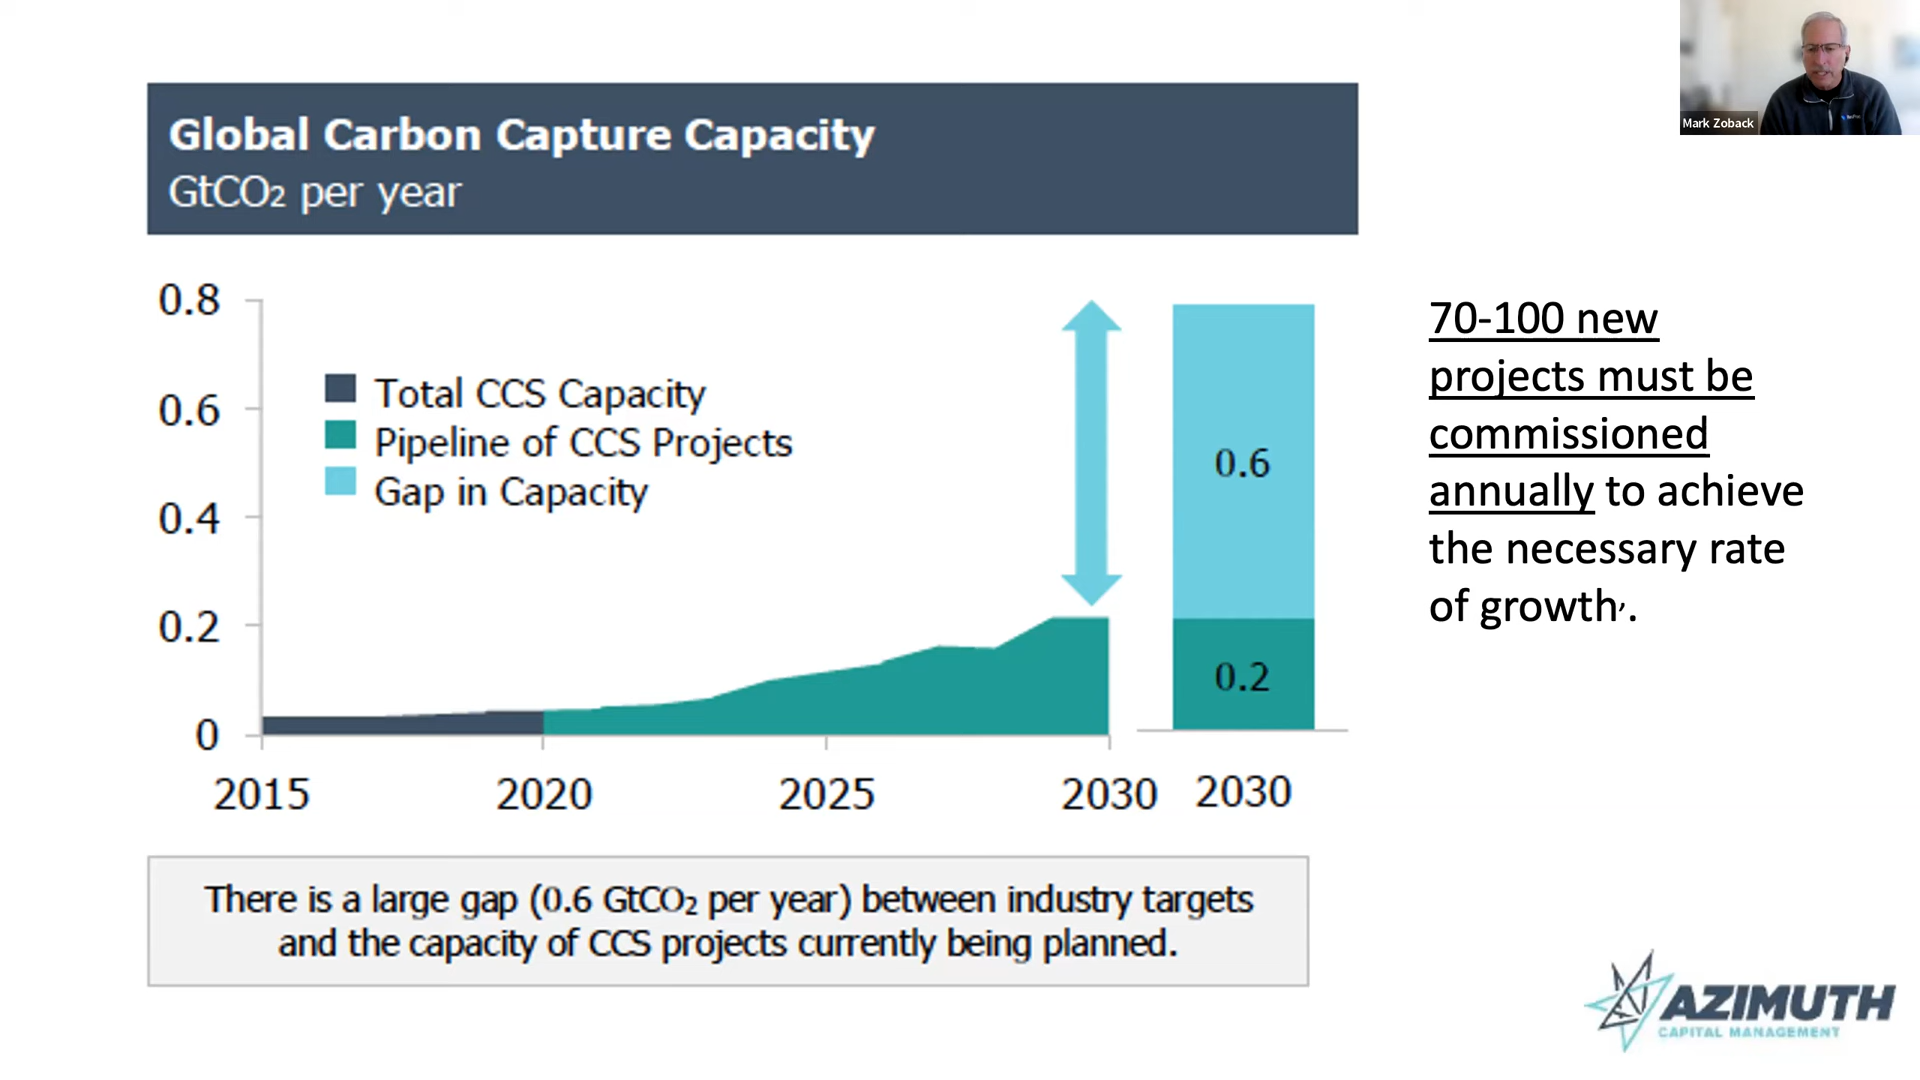 Mark Zoback
Global Carbon Capture Capacity
GtCO₂ per year
0.8
0.6
0.4
0.2
0
Total CCS Capacity
Pipeline of CCS Projects
Gap in Capacity
0.6
0.2
2015
2020
2025
2030
2030
70-100 new
projects must be
commissioned
annually to achieve
the necessary rate
of growth,.
There is a large gap (0.6 GtCO₂ per year) between industry targets
and the capacity of CCS projects currently being planned.
AZIMUTH
CAPITAL MANAGEMENT